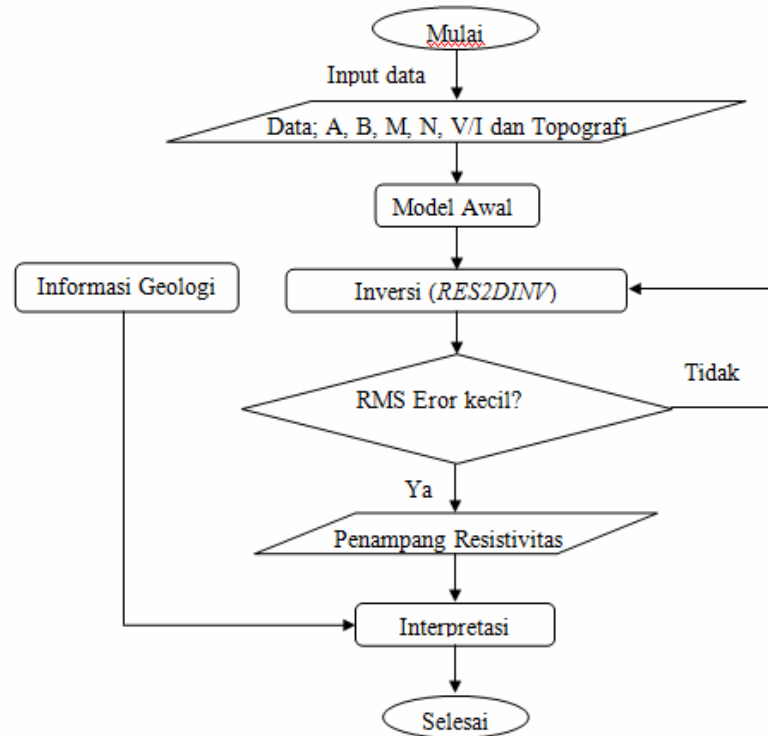 Mulai
Input data
Data; A, B, M, N, V/I dan Topografi
Model Awal
Informasi Geologi
Inversi (RES2DINV)
RMS Eror kecil?
Tidak
Ya
Penampang Resistivitas
Interpretasi
Selesai